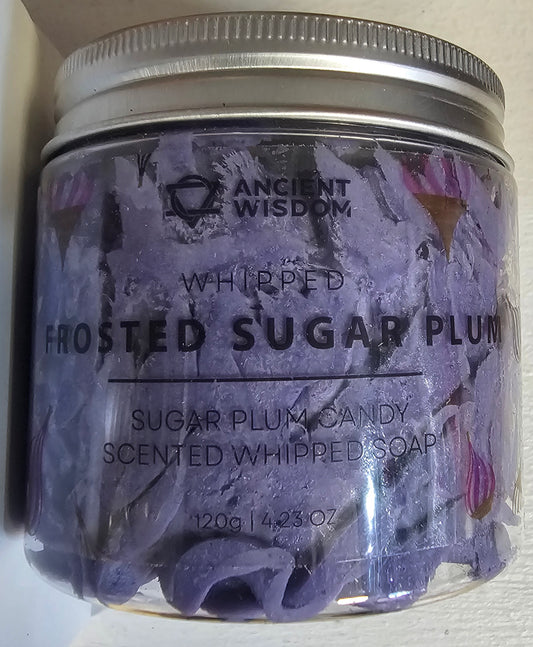 ANCIENT
WISDOM
WHIPPED
FROSTED SUGAR PLUM
SUGAR PLUM CANDY
SCENTED WHIPPED SOAP
120g | 4.23 OZ